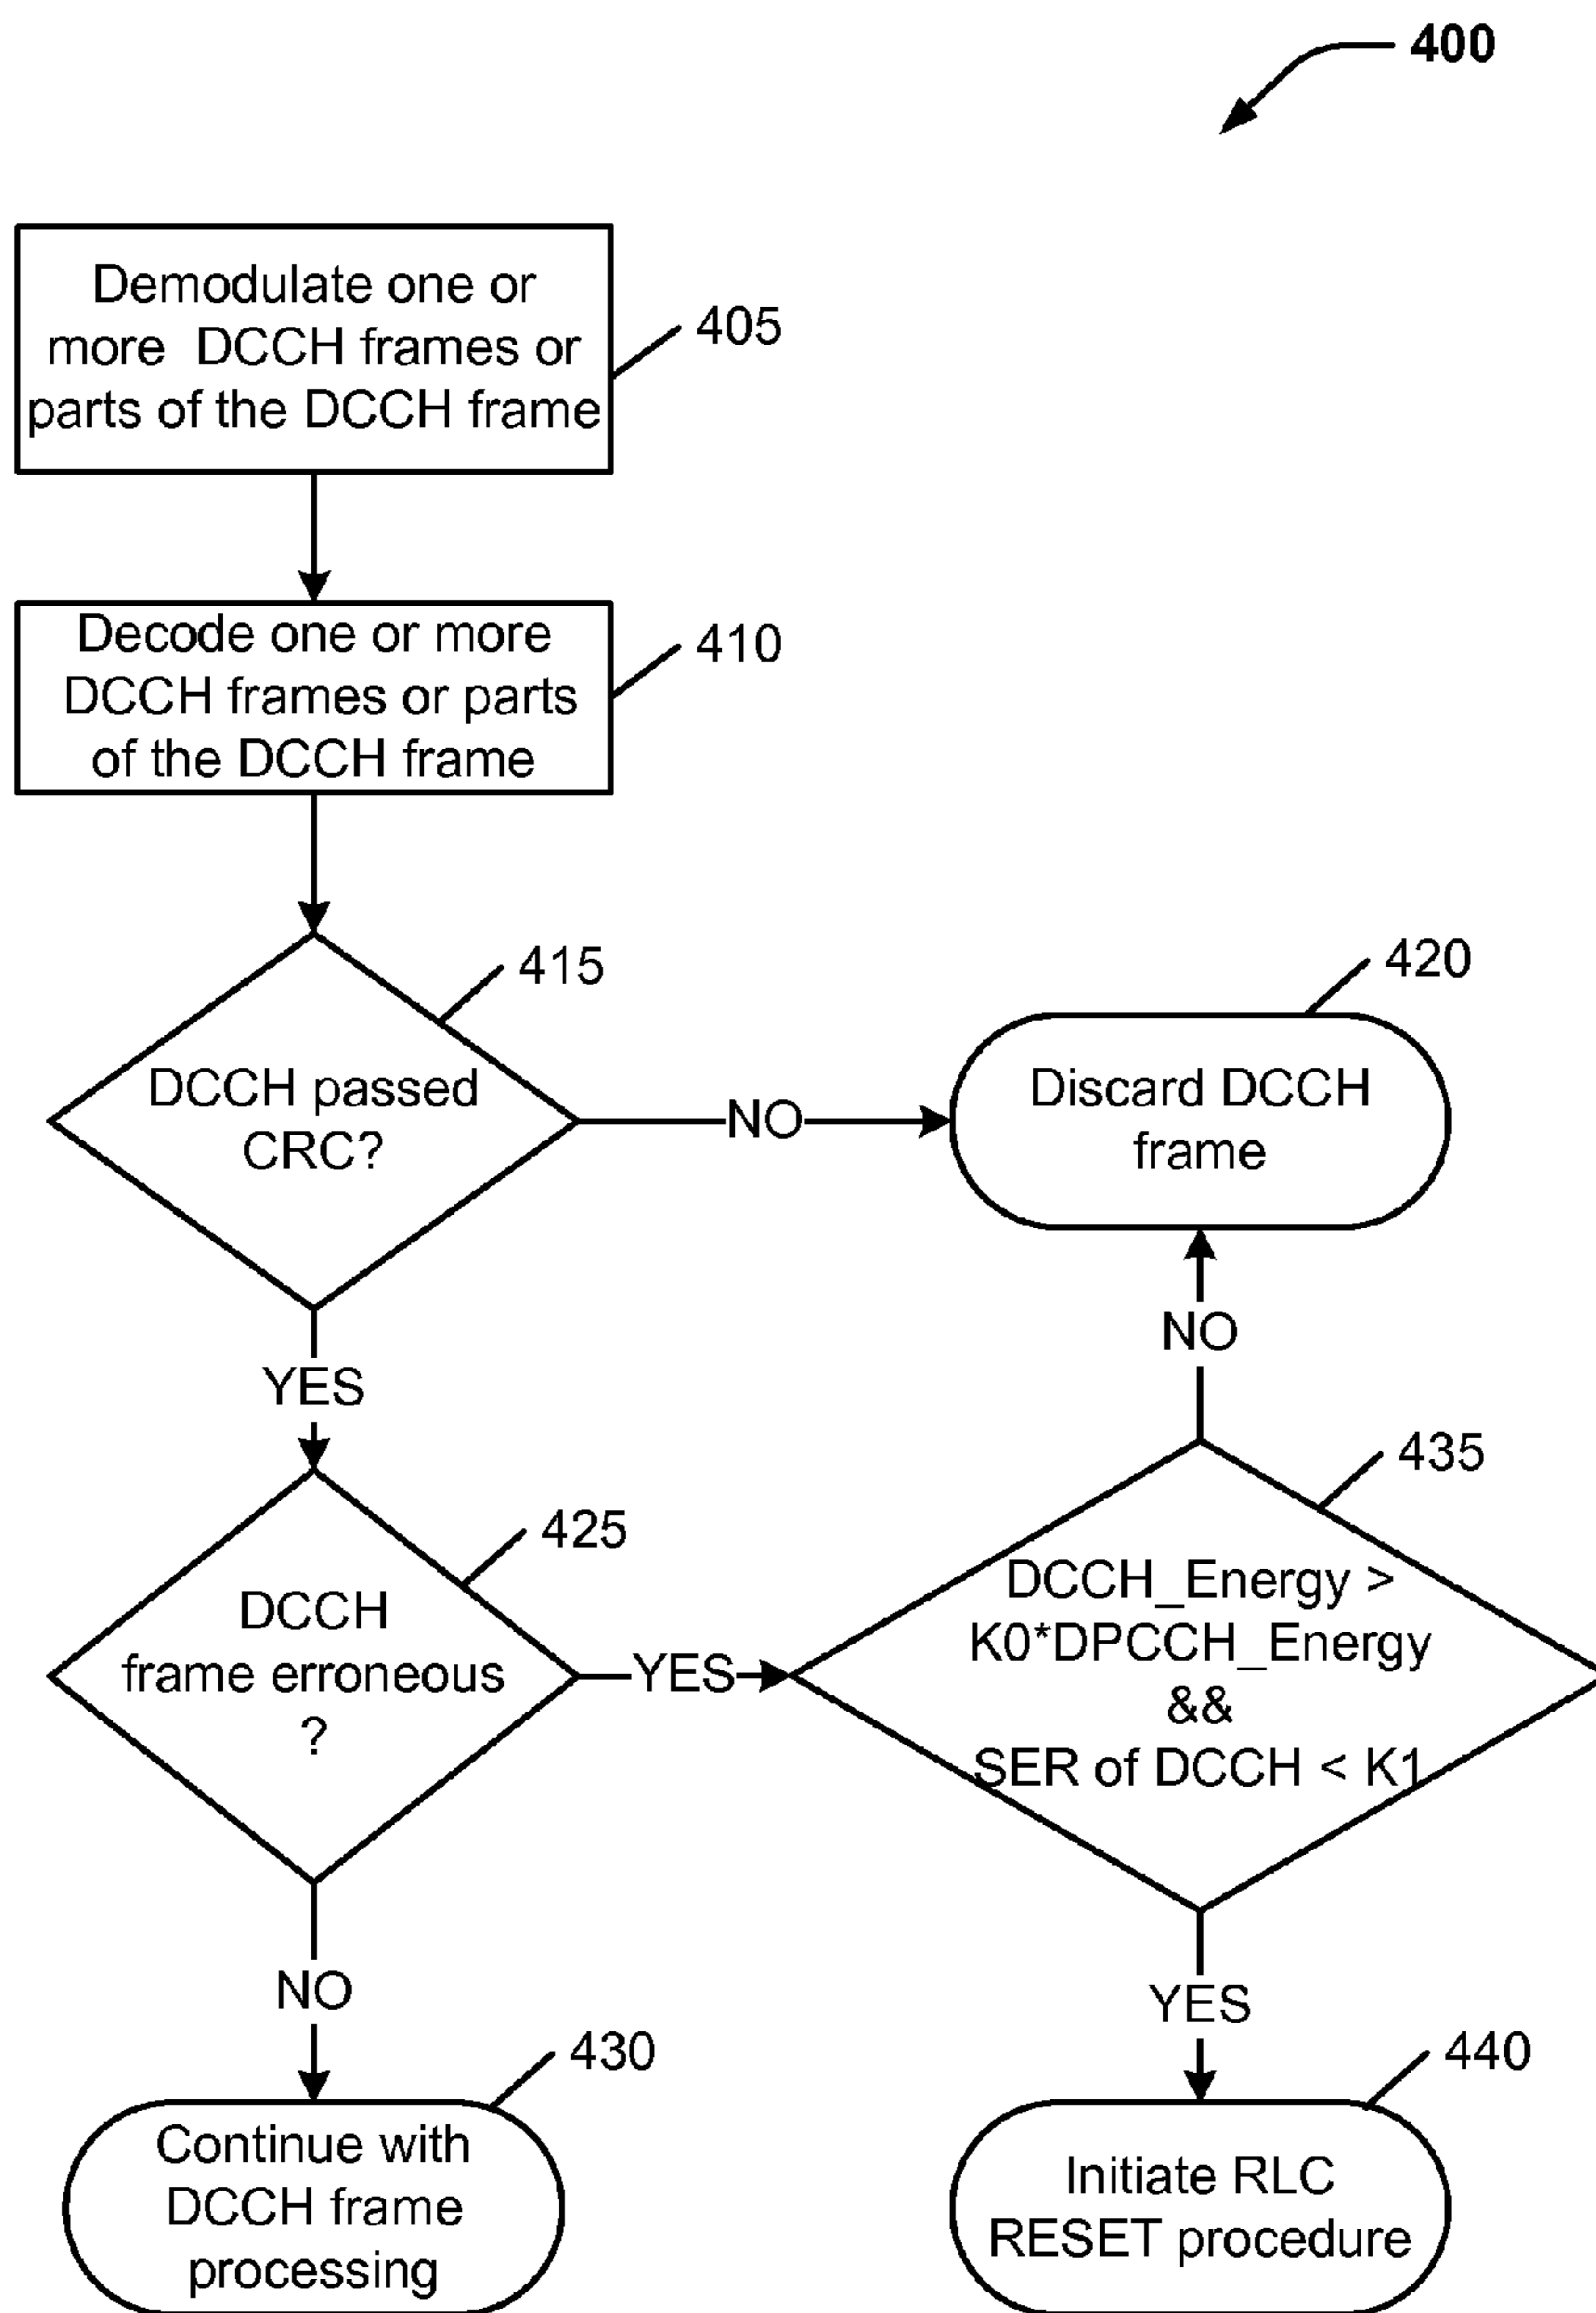 400
Demodulate one or
more DCCH frames or
parts of the DCCH frame
405
Decode one or more
DCCH frames or parts
of the DCCH frame
410
DCCH passed
CRC?
415
NO
Discard DCCH
frame
420
YES
NO
DCCH
frame erroneous
?
425
YES
DCCH_Energy >
K0*DPCCH_Energy
&&
SER of DCCH < K1
435
NO
YES
Continue with
DCCH frame
processing
430
Initiate RLC
RESET procedure
440